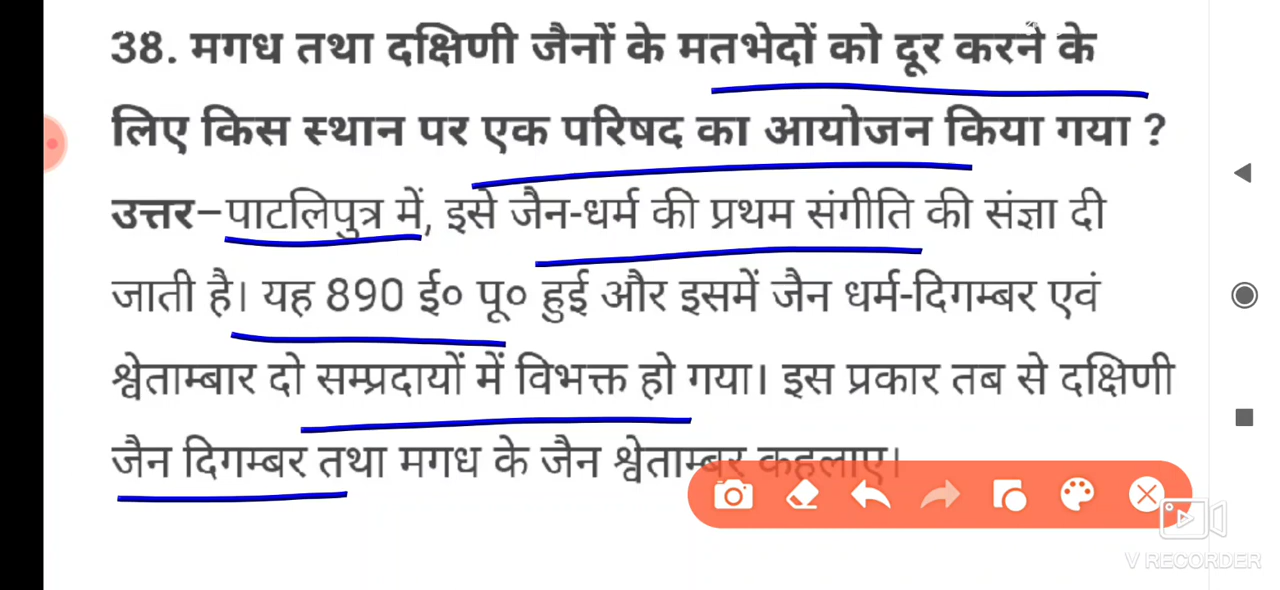 38. मगध तथा दक्षिणी जैनों के मतभेदों को दूर करने के
लिए किस स्थान पर एक परिषद का आयोजन किया गया ?
उत्तर–पाटलिपुत्र में, इसे जैन-धर्म की प्रथम संगीति की संज्ञा दी
जाती है। यह 890 ई० पू० हुई और इसमें जैन धर्म-दिगम्बर एवं
श्वेताम्बार दो सम्प्रदायों में विभक्त हो गया। इस प्रकार तब से दक्षिणी
जैन दिगम्बर तथा मगध के जैन श्वेताम्बर कहलाए।
V RECORDER